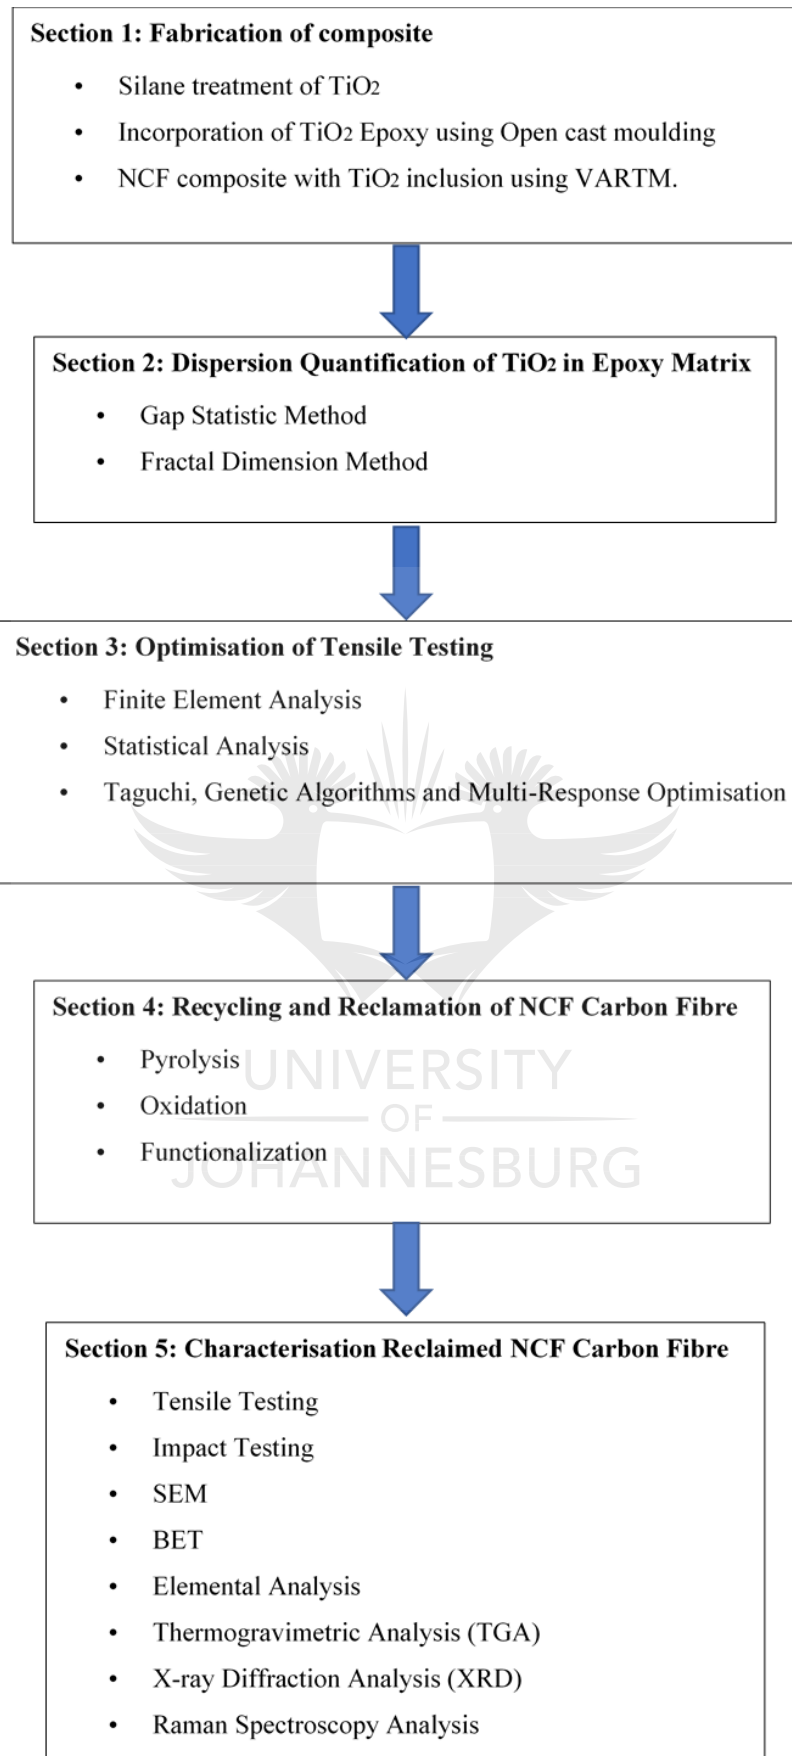 Section 1: Fabrication of composite
• Silane treatment of TiO2
• Incorporation of TiO2 Epoxy using Open cast moulding
• NCF composite with TiO2 inclusion using VARTM.
Section 2: Dispersion Quantification of TiO2 in Epoxy Matrix
• Gap Statistic Method
• Fractal Dimension Method
Section 3: Optimisation of Tensile Testing
• Finite Element Analysis
• Statistical Analysis
• Taguchi, Genetic Algorithms and Multi-Response Optimisation
Section 4: Recycling and Reclamation of NCF Carbon Fibre
• Pyrolysis
• Oxidation
• Functionalization
UNIVERSITY
OF
JOHANNESBURG
Section 5: Characterisation Reclaimed NCF Carbon Fibre
• Tensile Testing
• Impact Testing
• SEM
• BET
• Elemental Analysis
• Thermogravimetric Analysis (TGA)
• X-ray Diffraction Analysis (XRD)
• Raman Spectroscopy Analysis